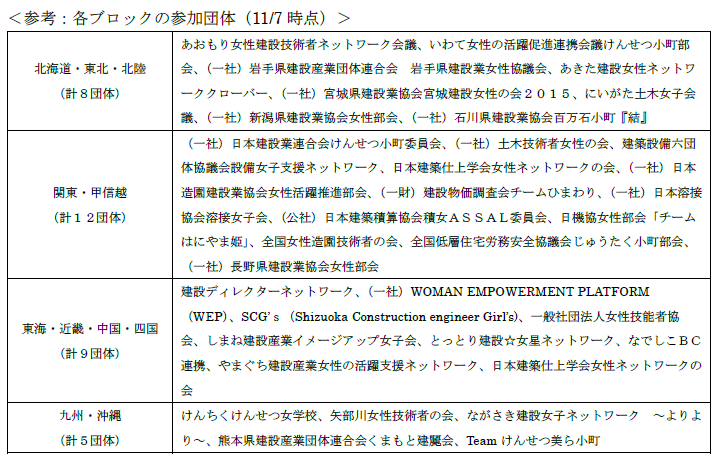 ＜参考：各ブロックの参加団体（11/7 時点）＞
北海道・東北・北陸
（計８団体）
あおもり女性建設技術者ネットワーク会議、いわて女性の活躍促進連携会議けんせつ小町部
会、（一社）岩手県建設産業団体連合会　岩手県建設業女性協議会、あきた建設女性ネットワ
ーククローバー、（一社）宮城県建設業協会宮城建設女性の会２０１５、にいがた土木女子会
議、（一社）新潟県建設業協会女性部会、（一社）石川県建設業協会百万石小町『結』
関東・甲信越
（計１２団体）
（一社）日本建設業連合会けんせつ小町委員会、（一社）土木技術者女性の会、建築設備六団
体協議会設備女子支援ネットワーク、日本建築仕上学会女性ネットワークの会、（一社）日本
造園建設業協会女性活躍推進部会、（一財）建設物価調査会チームひまわり、（一社）日本溶接
協会溶接女子会、（公社）日本建築積算協会積女ＡＳＳＡＬ委員会、日機協女性部会「チーム
はにやま姫」、全国女性造園技術者の会、全国低層住宅労務安全協議会じゅうたく小町部会、
（一社）長野県建設業協会女性部会
東海・近畿・中国・四国
（計９団体）
建設ディレクターネットワーク、（一社）WOMAN EMPOWERMENT PLATFORM
（WEP）、SCG’ｓ（Shizuoka Construction engineer Girl's)、一般社団法人女性技能者協
会、しまね建設産業イメージアップ女子会、とっとり建設☆女星ネットワーク、なでしこＢＣ
連携、やまぐち建設産業女性の活躍支援ネットワーク、日本建築仕上学会女性ネットワークの
会
九州・沖縄
（計５団体）
けんちくけんせつ女学校、矢部川女性技術者の会、ながさき建設女子ネットワーク　～よりよ
り～、熊本県建設産業団体連合会くまもと建麗会、Team けんせつ美ら小町